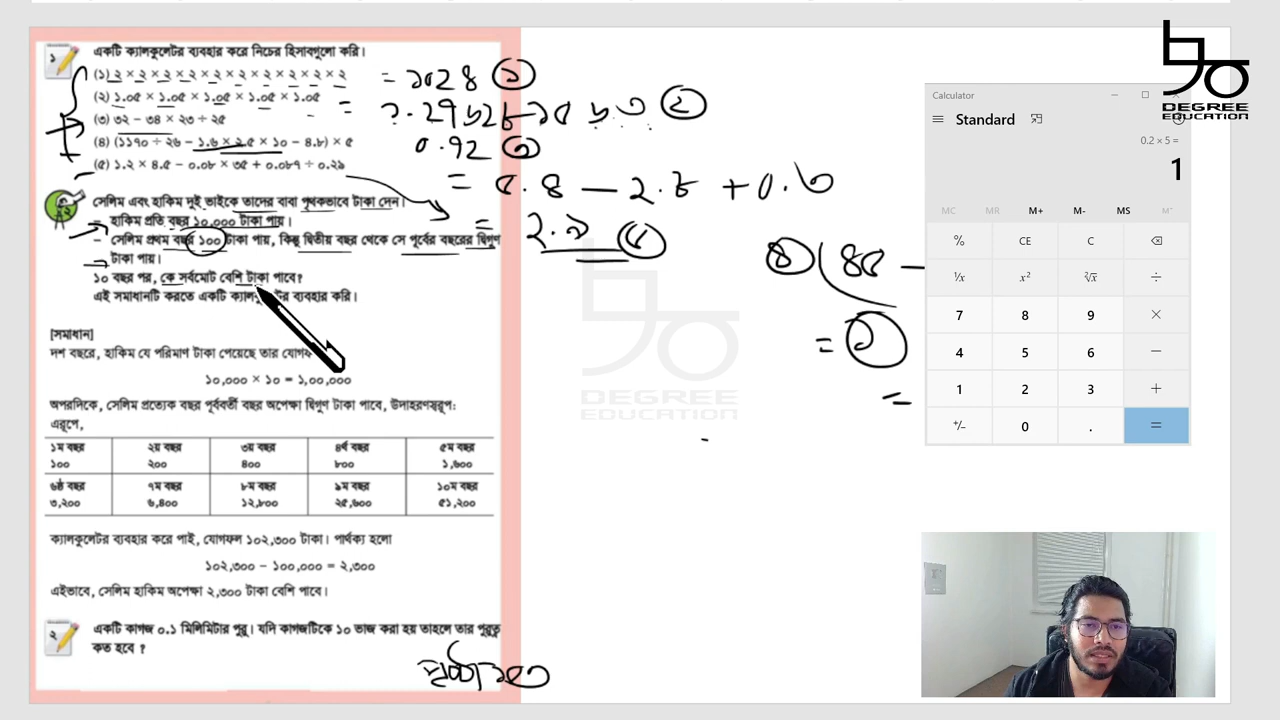 ১ একটি ক্যালকুলেটর ব্যবহার করে নিচের হিসাবগুলো করি।
(১) ২ × ২ × ২ × ২ × ২ × ২ × ২ × ২ × ২ × ২ = ১০২৪ ①
(২) ১.০৫ × ১.০৫ × ১.০৫ × ১.০৫ × ১.০৫ =
(৩) ৩২ − ৩৪ × ২৩ ÷ ২৫ ০.৭২
(৪) (১১৭০ ÷ ২৬ − ১.৬ × ২.৫ × ১০ − ৪.৮) × ৫
(৫) ১.২ × ৪.৫ − ০.০৮ × ৩৫ + ০.০৮৭ ÷ ০.২৯
= ৫.৪ − ২.৮ + ০.৩
= ২.৯ ৫
২ সেলিম এবং হাকিম দুই ভাইকে তাদের বাবা পৃথকভাবে টাকা দেন।
− হাকিম প্রতি বছর ১০,০০০ টাকা পায়।
− সেলিম প্রথম বছর ১০০ টাকা পায়, কিন্তু দ্বিতীয় বছর থেকে সে পূর্বের বছরের দ্বিগুণ
টাকা পায়।
১০ বছর পর, কে সর্বমোট বেশি টাকা পাবে?
এই সমাধানটি করতে একটি ক্যালকুলেটর ব্যবহার করি।
[সমাধান]
দশ বছরে, হাকিম যে পরিমাণ টাকা পেয়েছে তার
১০,০০০ × ১০ = ১,০০,০০০
অপরদিকে, সেলিম প্রত্যেক বছর পূর্ববর্তী বছর অপেক্ষা দ্বিগুণ টাকা পাবে, উদাহরণস্বরূপ:
এরূপে,
১ম বছর ২য় বছর ৩য় বছর ৪র্থ বছর ৫ম বছর
১০০ ২০০ ৪০০ ৮০০ ১,৬০০
৬ষ্ঠ বছর ৭ম বছর ৮ম বছর ৯ম বছর ১০ম বছর
৩,২০০ ৬,৪০০ ১২,৮০০ ২৫,৬০০ ৫১,২০০
ক্যালকুলেটর ব্যবহার করে পাই, যোগফল ১০২,৩০০ টাকা। পার্থক্য হলো
১০২,৩০০ − ১০০,০০০ = ২,৩০০
এইভাবে, সেলিম হাকিম অপেক্ষা ২,৩০০ টাকা বেশি পাবে।
২ একটি কাগজ ০.১ মিলিমিটার পুরু। যদি কাগজটিকে ১০ ভাজ করা হয় তাহলে তার পুরুত্ব
কত হবে ?
৪ (৪৫ −
= ১
=
DEGREE
EDUCATION
Calculator
Standard
0.2 × 5 =
1
MC MR M+ M- MS M˅
% CE C ⌫
¹/x x² ²√x ÷
7 8 9 ×
4 5 6 −
1 2 3 +
+/- 0 . =
DEGREE
EDUCATION